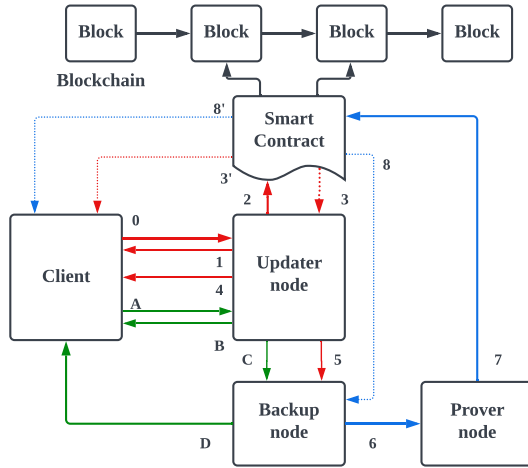 Block Block Block Block
Blockchain
8'
Smart
Contract
3'
8
2
3
0
Client
Updater
node
1
4
A
B
C
5
7
Backup
node
Prover
node
D
6